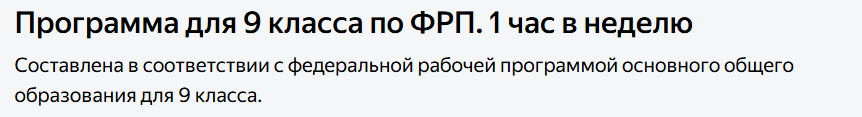 Программа для 9 класса по ФРП. 1 час в неделю
Составлена в соответствии с федеральной рабочей программой основного общего
образования для 9 класса.